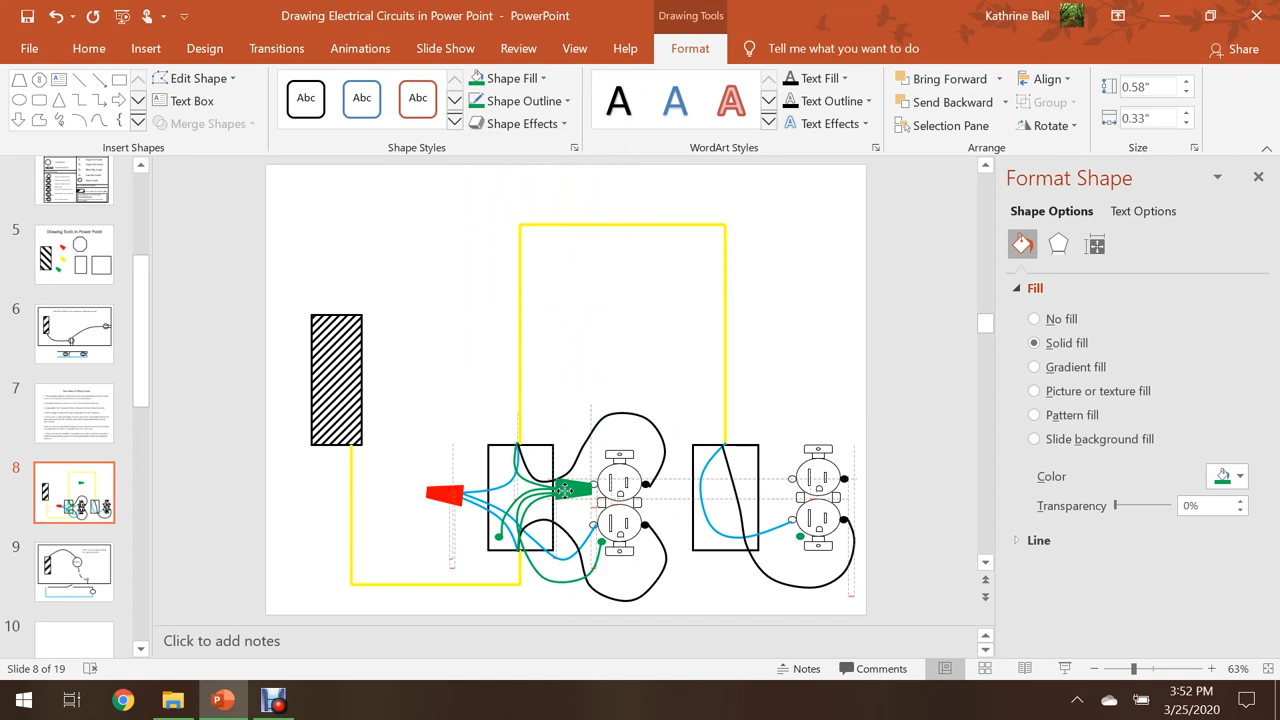 Drawing Electrical Circuits in Power Point - PowerPoint
Drawing Tools
Kathrine Bell
File Home Insert Design Transitions Animations Slide Show Review View Help Format Tell me what you want to do Share
Edit Shape
Text Box
Merge Shapes
Insert Shapes
Abc Abc Abc
Shape Fill
Shape Outline
Shape Effects
Shape Styles
A A A
Text Fill
Text Outline
Text Effects
WordArt Styles
Bring Forward
Send Backward
Selection Pane
Align
Group
Rotate
Arrange
0.58"
0.33"
Size
5
Drawing Tools in Power Point
6
7
8
9
10
Format Shape
Shape Options Text Options
Fill
No fill
Solid fill
Gradient fill
Picture or texture fill
Pattern fill
Slide background fill
Color
Transparency 0%
Line
Click to add notes
Slide 8 of 19
Notes
Comments
63%
3:52 PM
3/25/2020